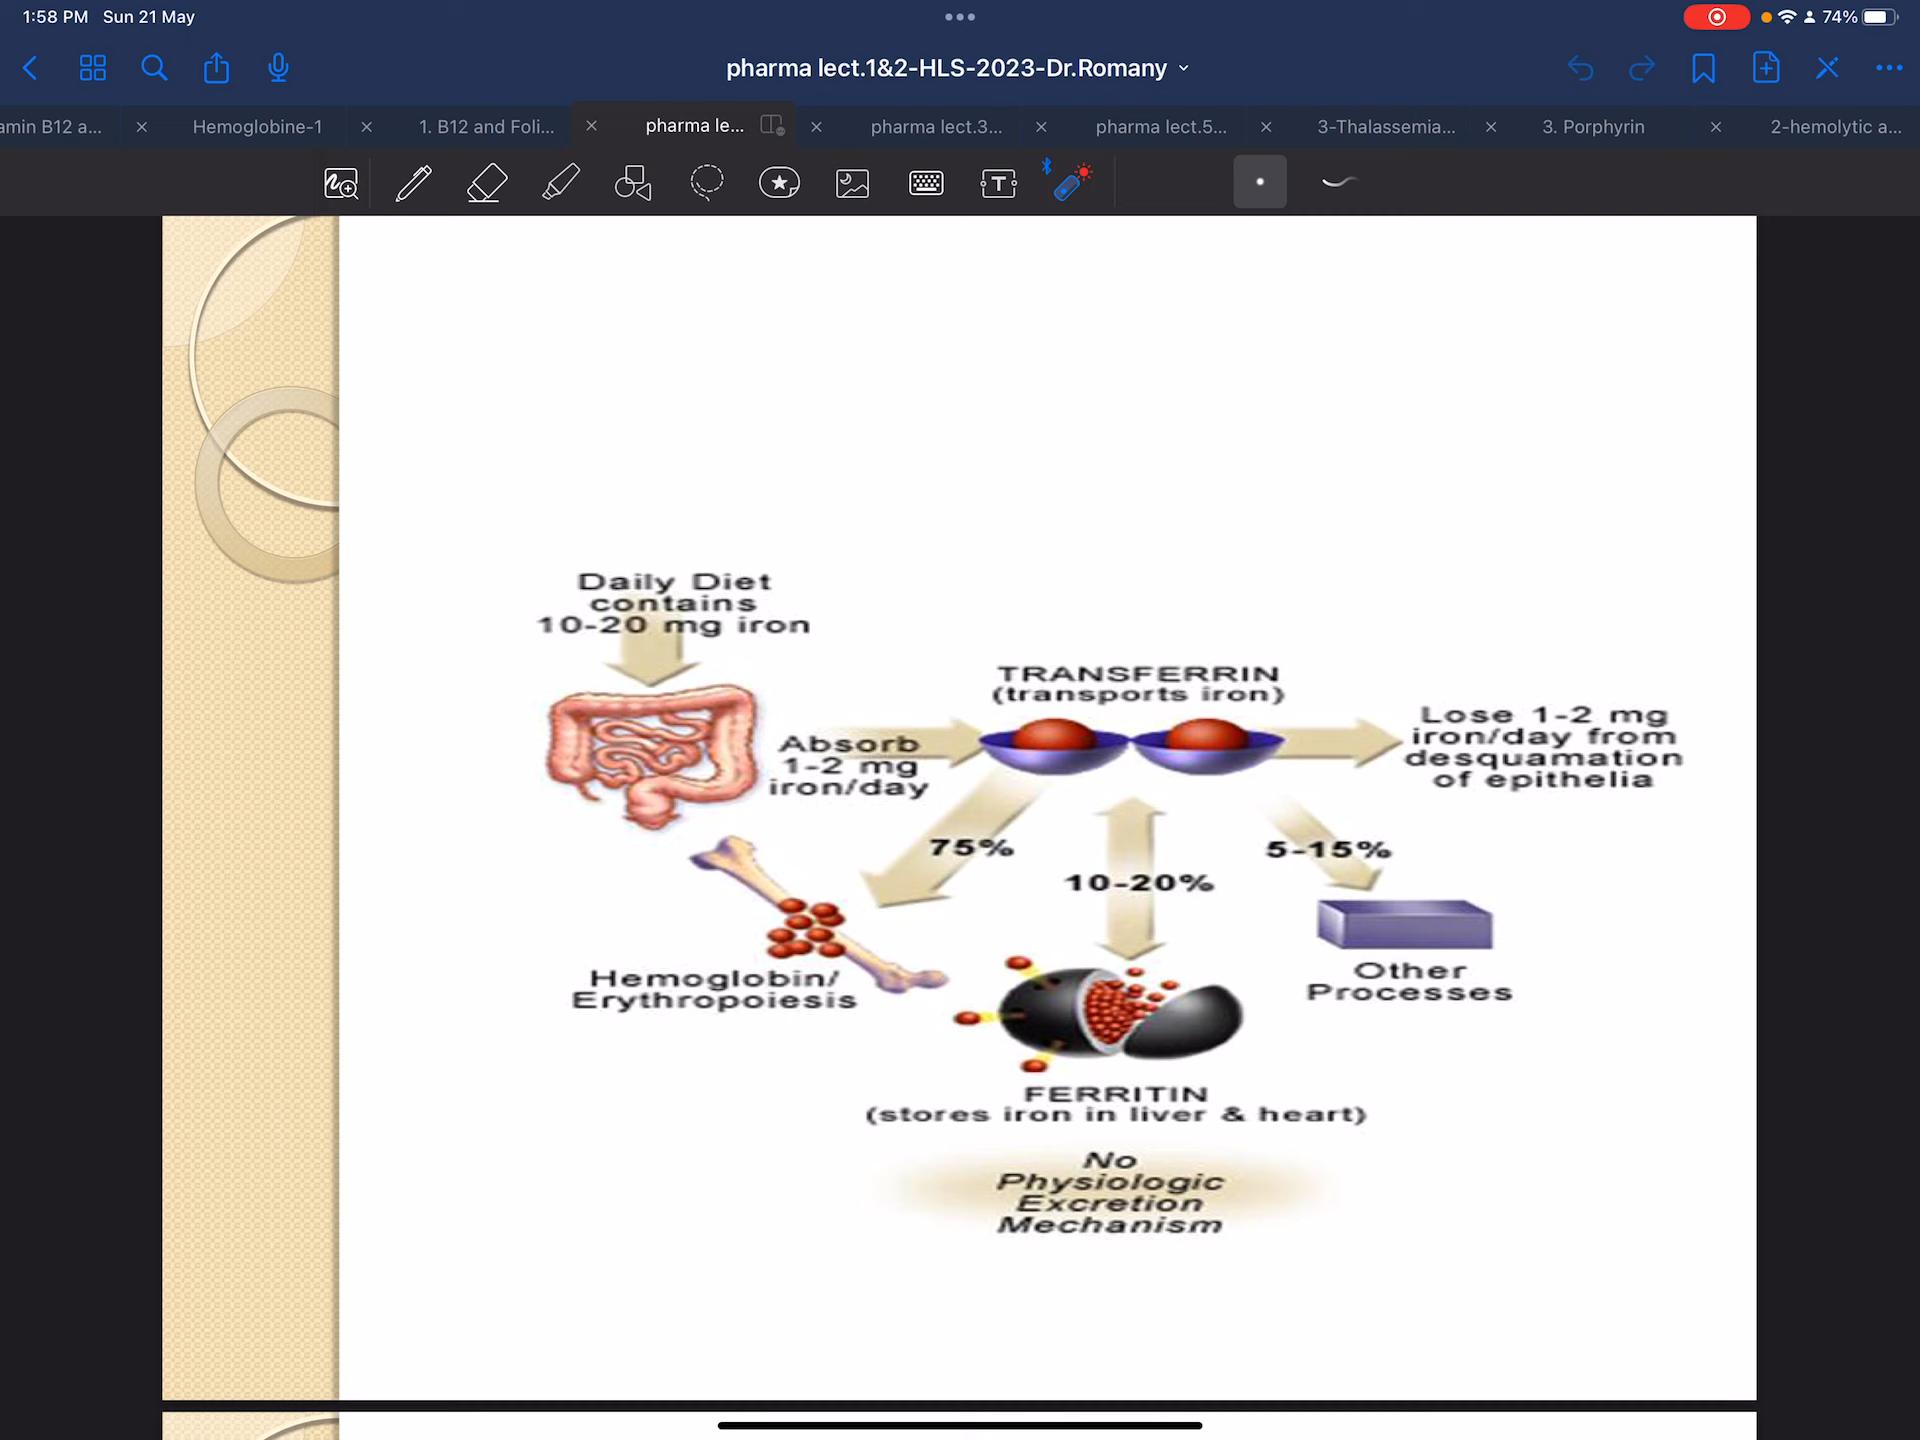 1:58 PM Sun 21 May
74%
pharma lect.1&2-HLS-2023-Dr.Romany
amin B12 a...
Hemoglobine-1
1. B12 and Foli...
pharma le...
pharma lect.3...
pharma lect.5...
3-Thalassemia...
3. Porphyrin
2-hemolytic a...
T
Daily Diet
contains
10-20 mg iron
TRANSFERRIN
(transports iron)
Absorb
1-2 mg
iron/day
Lose 1-2 mg
iron/day from
desquamation
of epithelia
75%
10-20%
5-15%
Hemoglobin/
Erythropoiesis
Other
Processes
FERRITIN
(stores iron in liver & heart)
No
Physiologic
Excretion
Mechanism